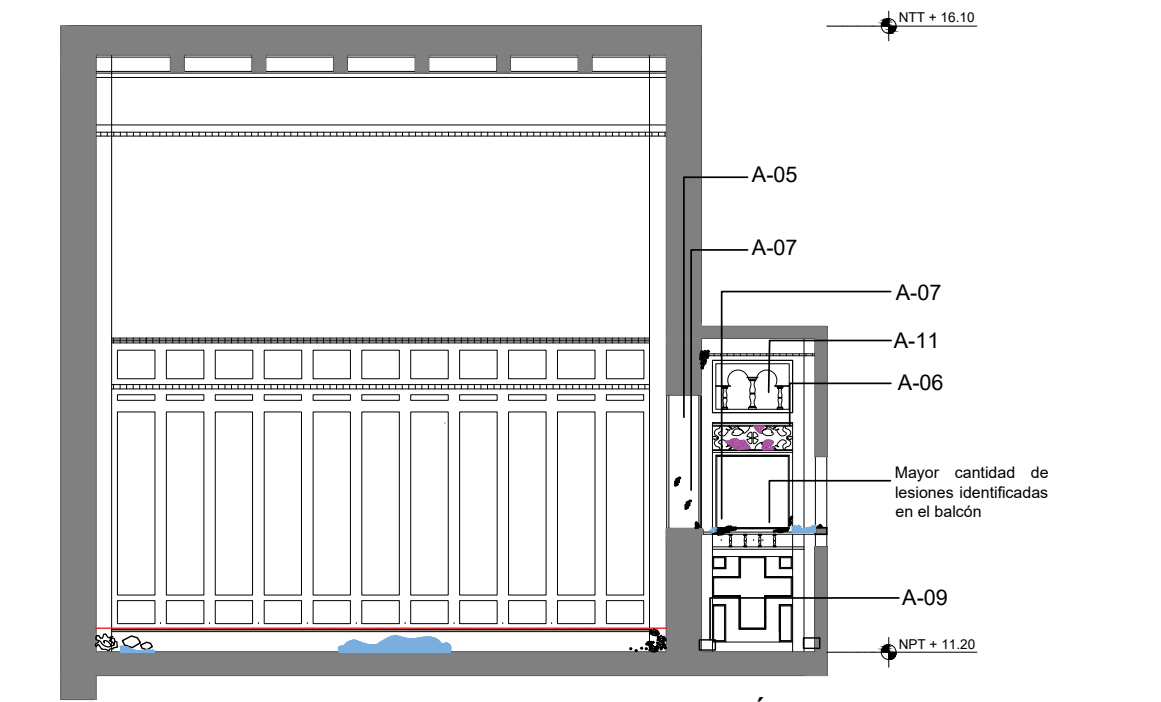 NTT + 16.10
A-05
A-07
A-07
A-11
A-06
Mayor cantidad de
lesiones identificadas
en el balcón
A-09
NPT + 11.20